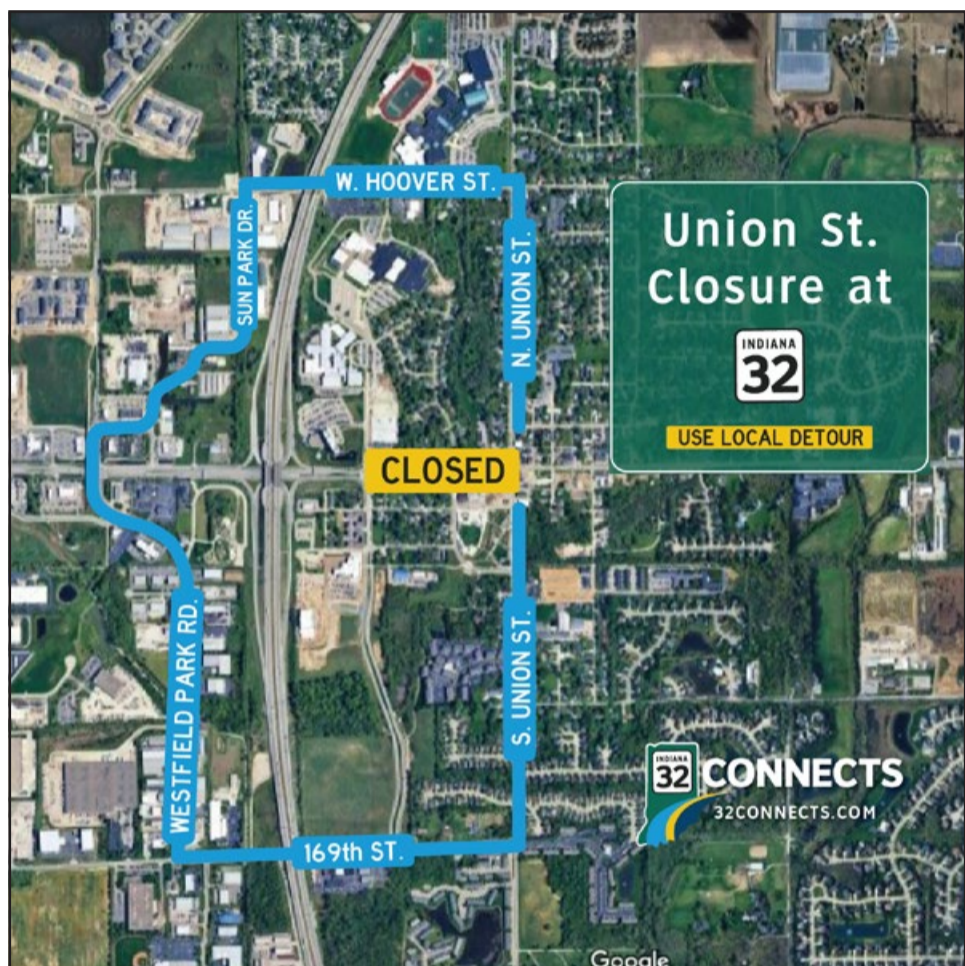 W. HOOVER ST.
SUN PARK DR.
N. UNION ST.
Union St.
Closure at
INDIANA
32
USE LOCAL DETOUR
CLOSED
WESTFIELD PARK RD.
S. UNION ST.
169th ST.
INDIANA
32
CONNECTS
32CONNECTS.COM
Google